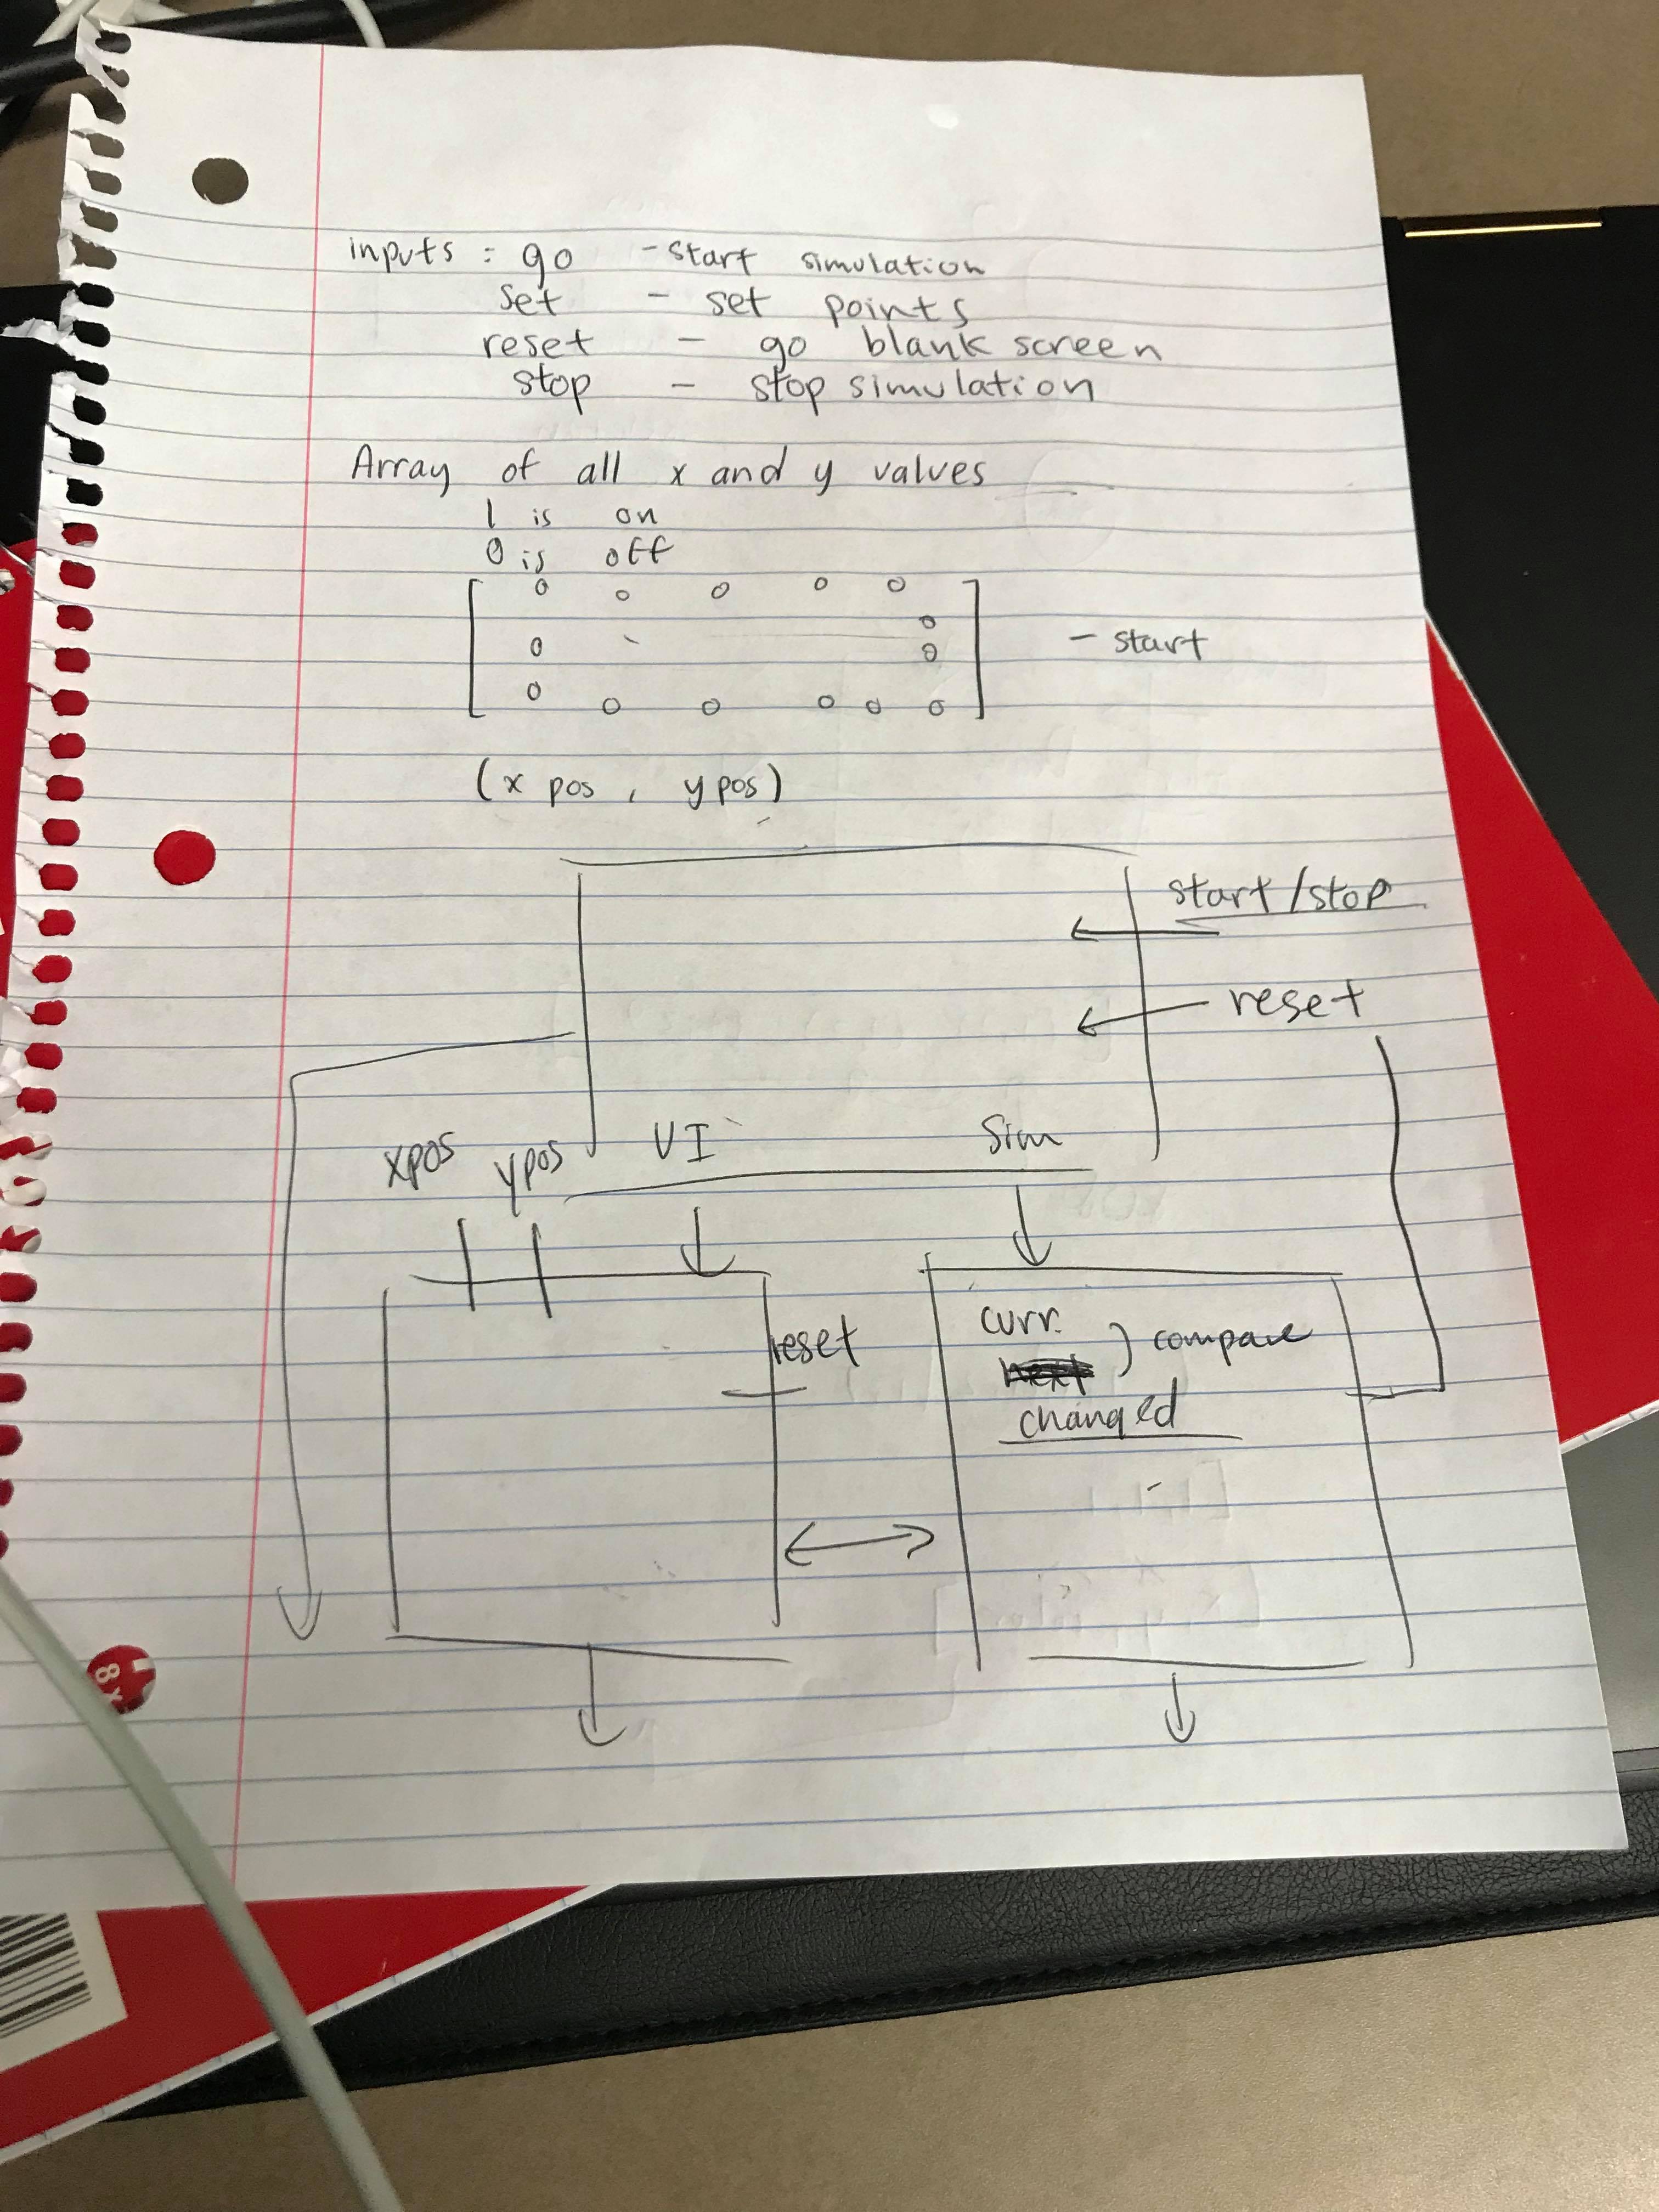 inputs : go - start simulation
set - set points
reset - go blank screen
stop - stop simulation
Array of all x and y values
1 is on
0 is off
0 0 0 0 0
0
0 0 - start
0
0 0 0 0 0
(x pos, y pos)
start/stop
reset
xpos ypos UI Sim
reset
curr. ) compare
changed
8